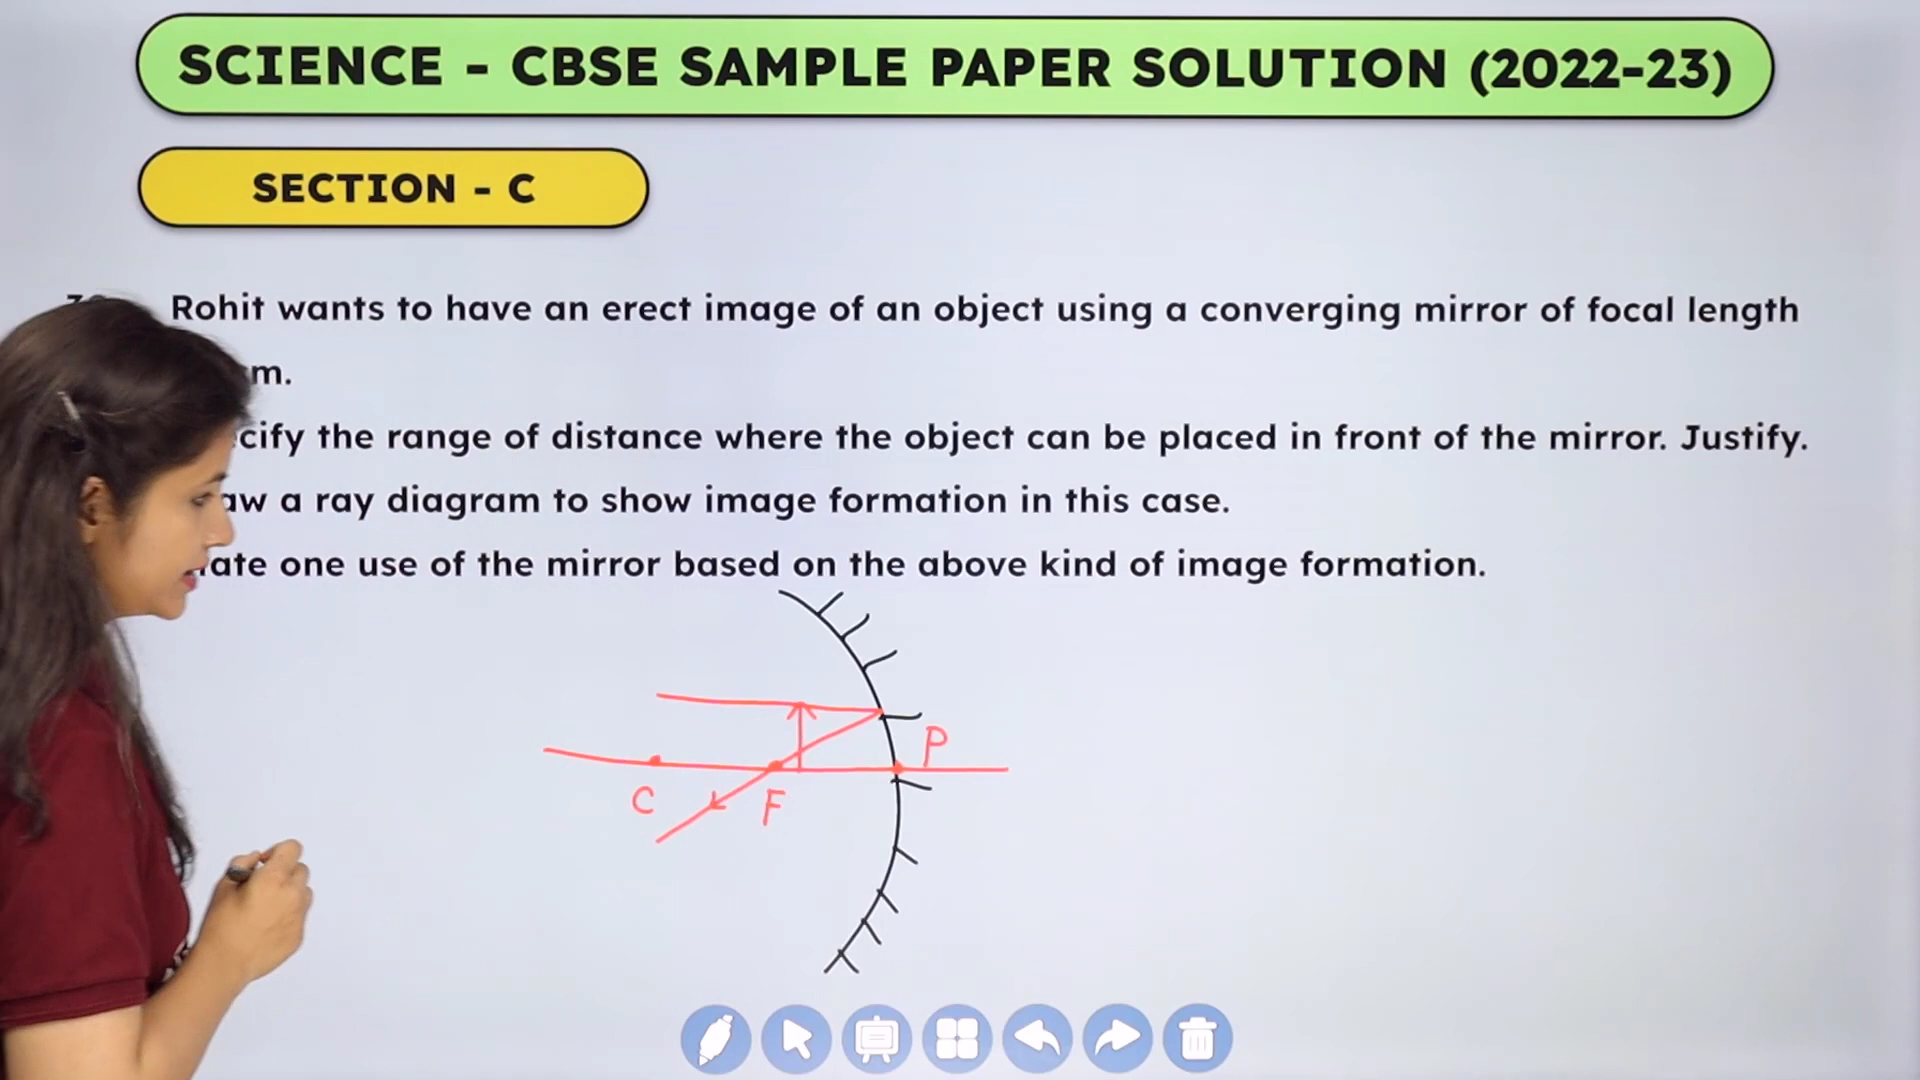 SCIENCE - CBSE SAMPLE PAPER SOLUTION (2022-23)
SECTION - C
Rohit wants to have an erect image of an object using a converging mirror of focal length
m.
cify the range of distance where the object can be placed in front of the mirror. Justify.
aw a ray diagram to show image formation in this case.
ate one use of the mirror based on the above kind of image formation.
P
C
F